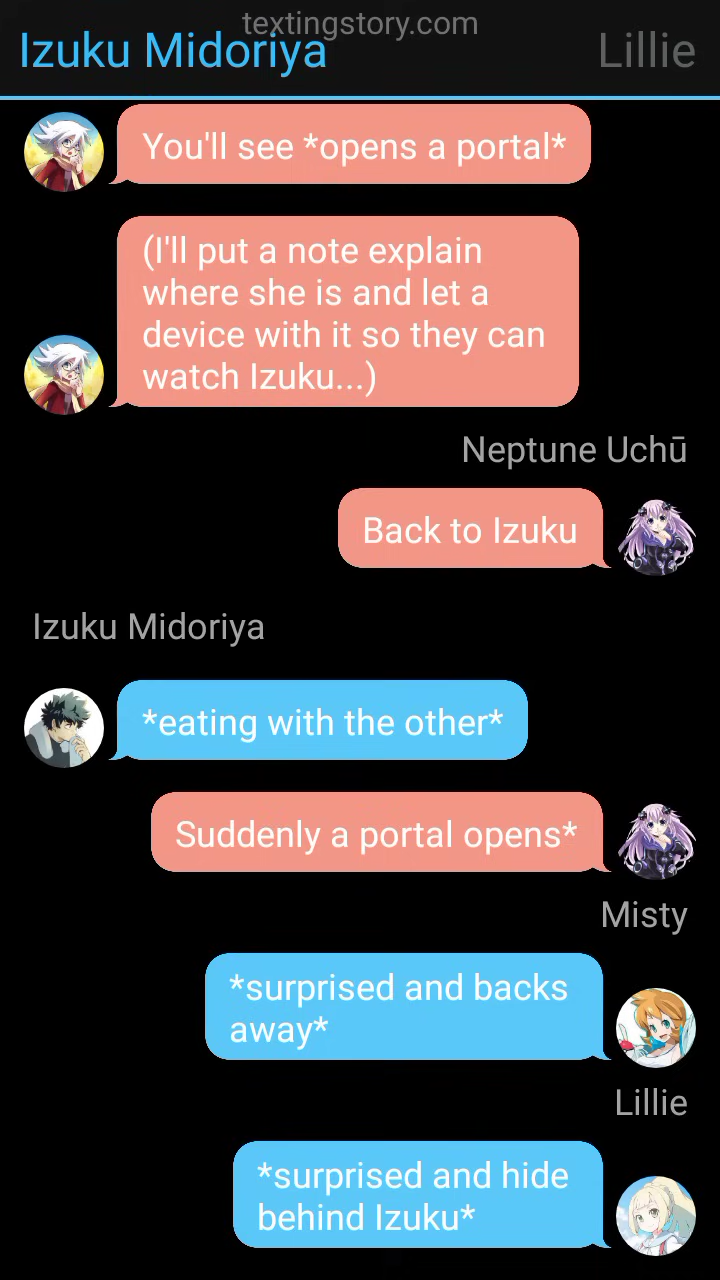 textingstory.com
Izuku Midoriya
Lillie
You'll see *opens a portal*
(I'll put a note explain
where she is and let a
device with it so they can
watch Izuku...)
Neptune Uchū
Back to Izuku
Izuku Midoriya
*eating with the other*
Suddenly a portal opens*
Misty
*surprised and backs
away*
Lillie
*surprised and hide
behind Izuku*